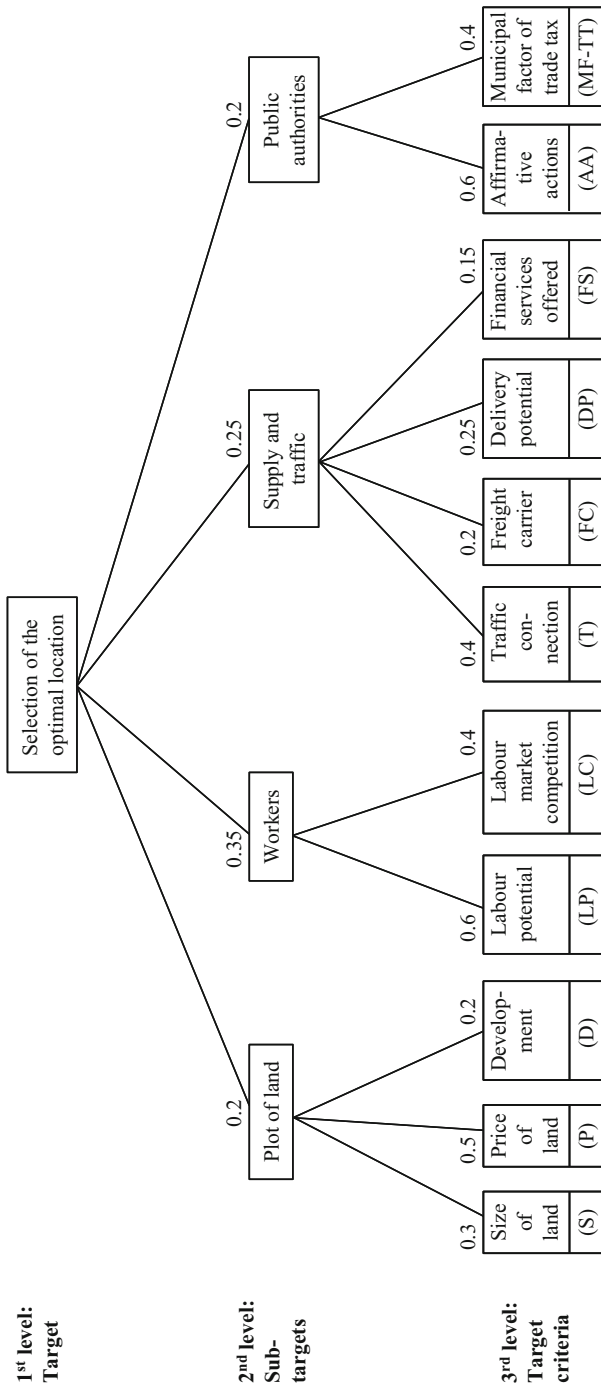 1st level:
Target
Selection of the
optimal location
2nd level:
Sub-
targets
0.2
Plot of land
0.35
Workers
0.25
Supply and
traffic
0.2
Public
authorities
3rd level:
Target
criteria
0.3
Size
of
land
(S)
0.5
Price
of
land
(P)
0.2
Develop-
ment
(D)
0.6
Labour
potential
(LP)
0.4
Labour
market
competition
(LC)
0.4
Traffic
con-
nection
(T)
0.2
Freight
carrier
(FC)
0.25
Delivery
potential
(DP)
0.15
Financial
services
offered
(FS)
0.6
Affirma-
tive
actions
(AA)
0.4
Municipal
factor of
trade tax
(MF-TT)